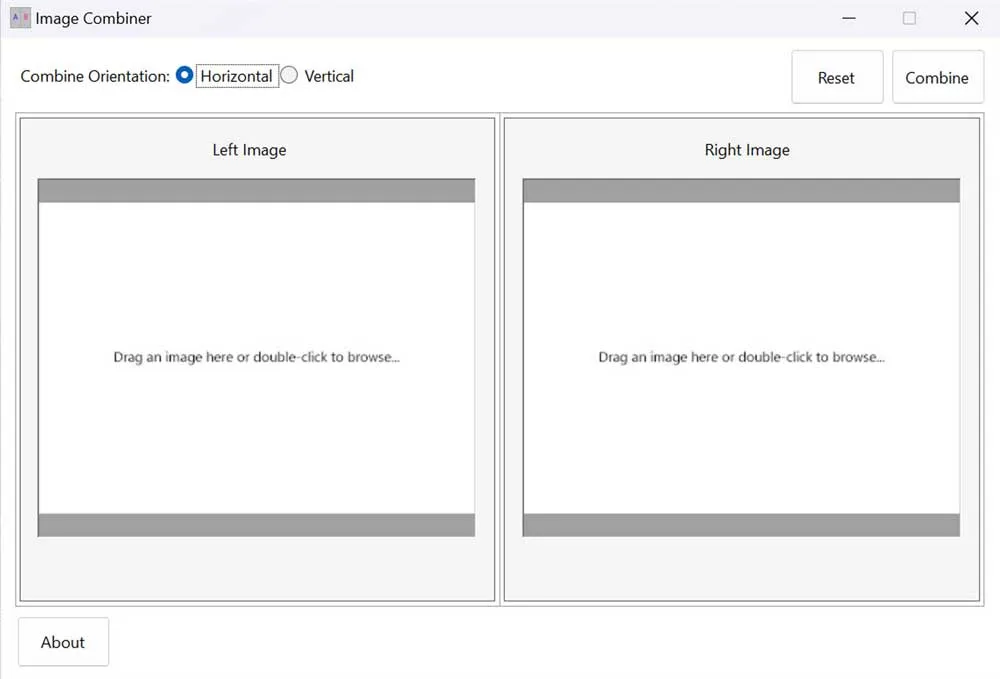 A B Image Combiner
Combine Orientation: Horizontal Vertical Reset Combine
Left Image
Right Image
Drag an image here or double-click to browse...
Drag an image here or double-click to browse...
About